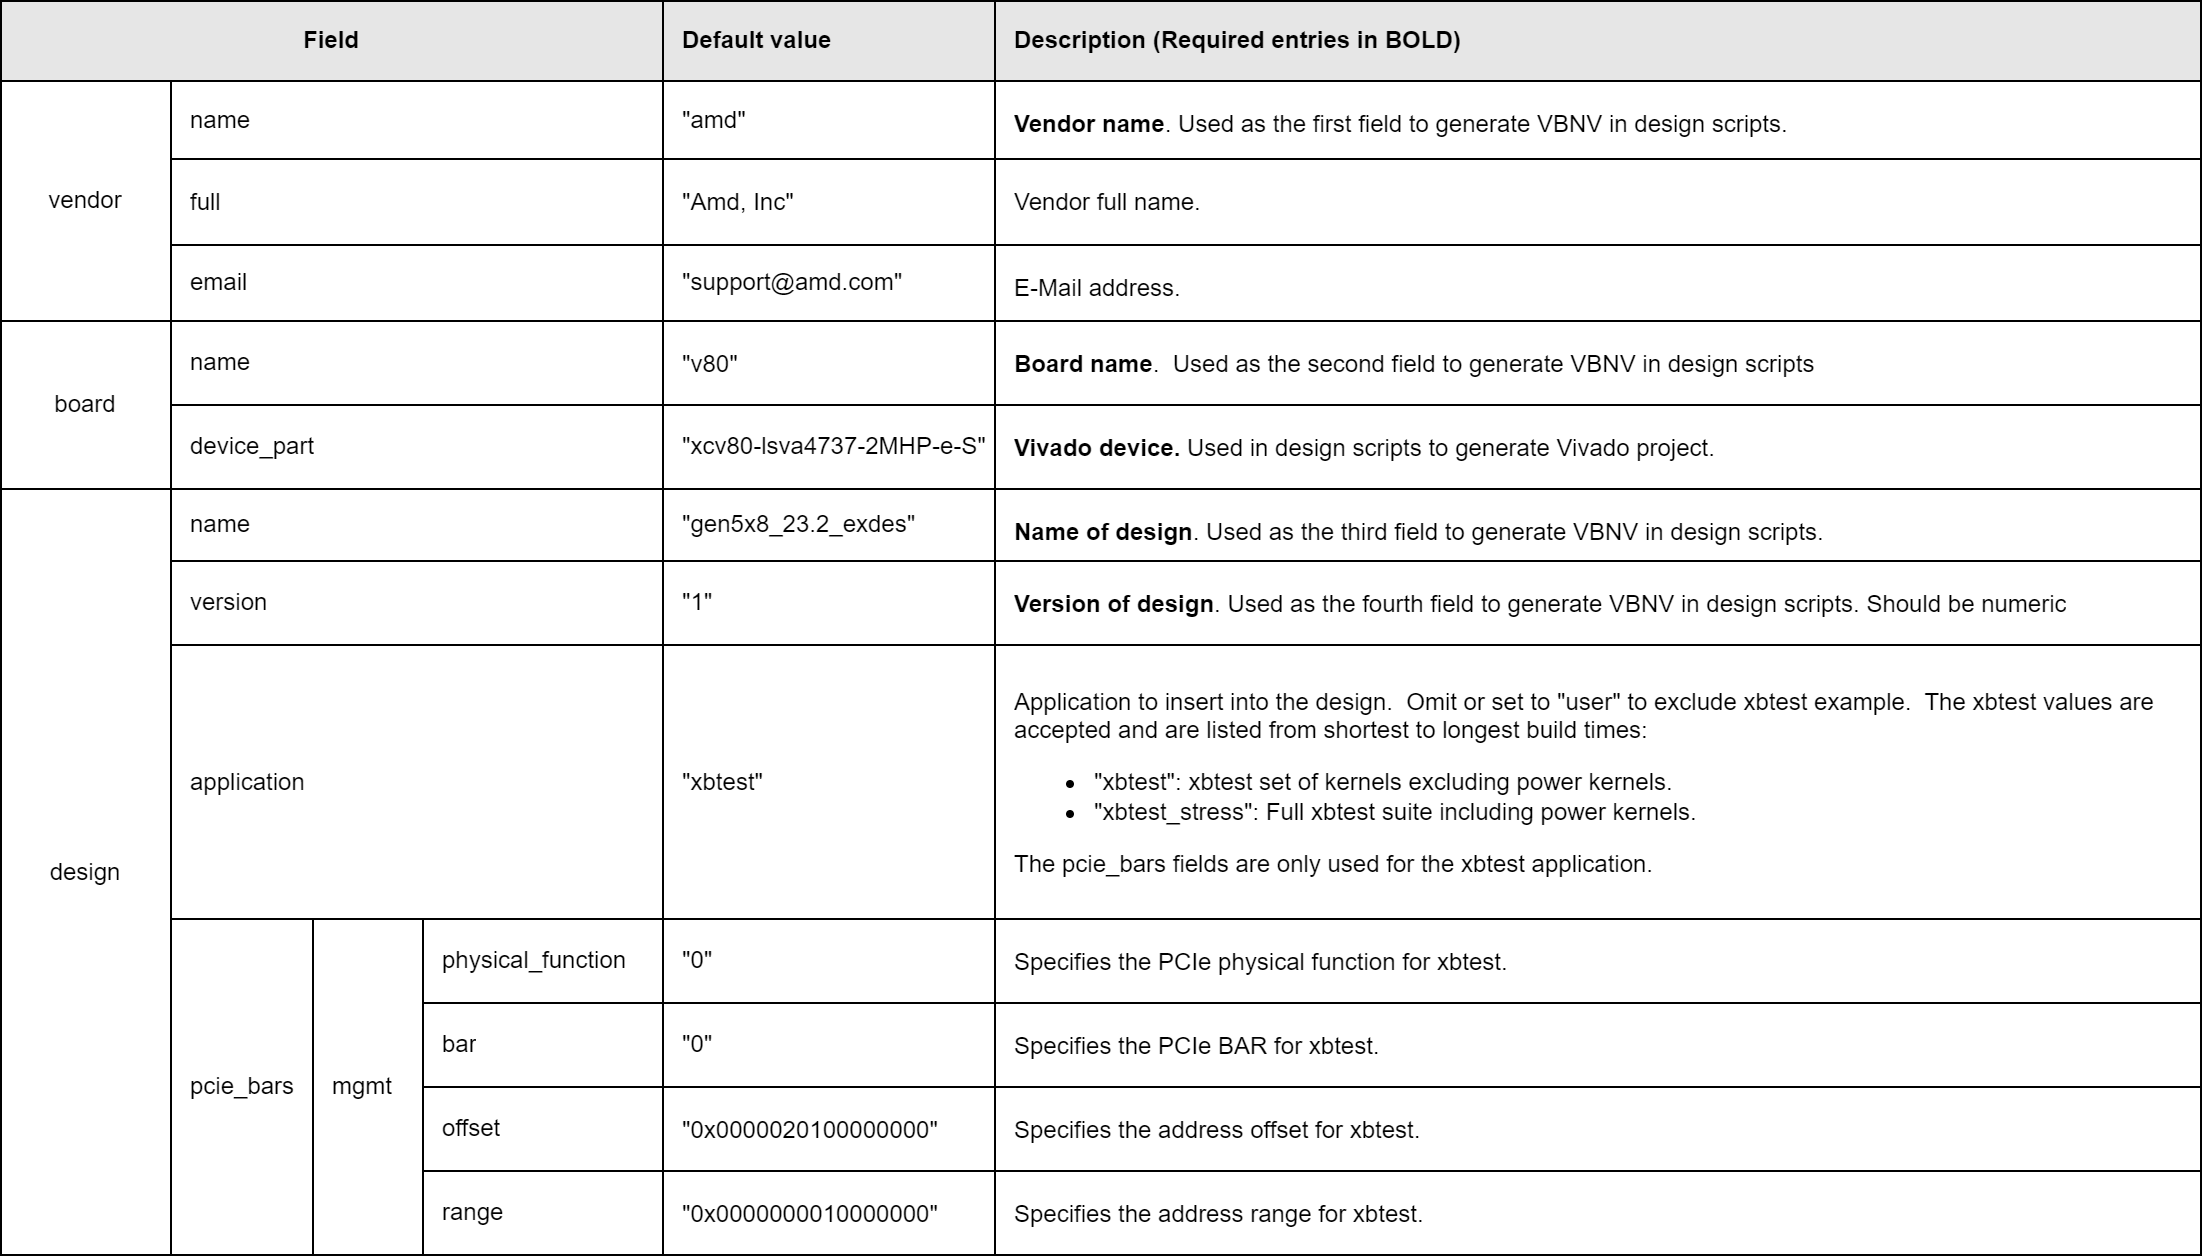 Field Default value Description (Required entries in BOLD)
vendor
name "amd" Vendor name. Used as the first field to generate VBNV in design scripts.
full "Amd, Inc" Vendor full name.
email "support@amd.com" E-Mail address.
board
name "v80" Board name.  Used as the second field to generate VBNV in design scripts
device_part "xcv80-lsva4737-2MHP-e-S" Vivado device. Used in design scripts to generate Vivado project.
design
name "gen5x8_23.2_exdes" Name of design. Used as the third field to generate VBNV in design scripts.
version "1" Version of design. Used as the fourth field to generate VBNV in design scripts. Should be numeric
application "xbtest"
Application to insert into the design.  Omit or set to "user" to exclude xbtest example.  The xbtest values are
accepted and are listed from shortest to longest build times:
• "xbtest": xbtest set of kernels excluding power kernels.
• "xbtest_stress": Full xbtest suite including power kernels.
The pcie_bars fields are only used for the xbtest application.
pcie_bars
mgmt
physical_function "0" Specifies the PCIe physical function for xbtest.
bar "0" Specifies the PCIe BAR for xbtest.
offset "0x0000020100000000" Specifies the address offset for xbtest.
range "0x0000000010000000" Specifies the address range for xbtest.